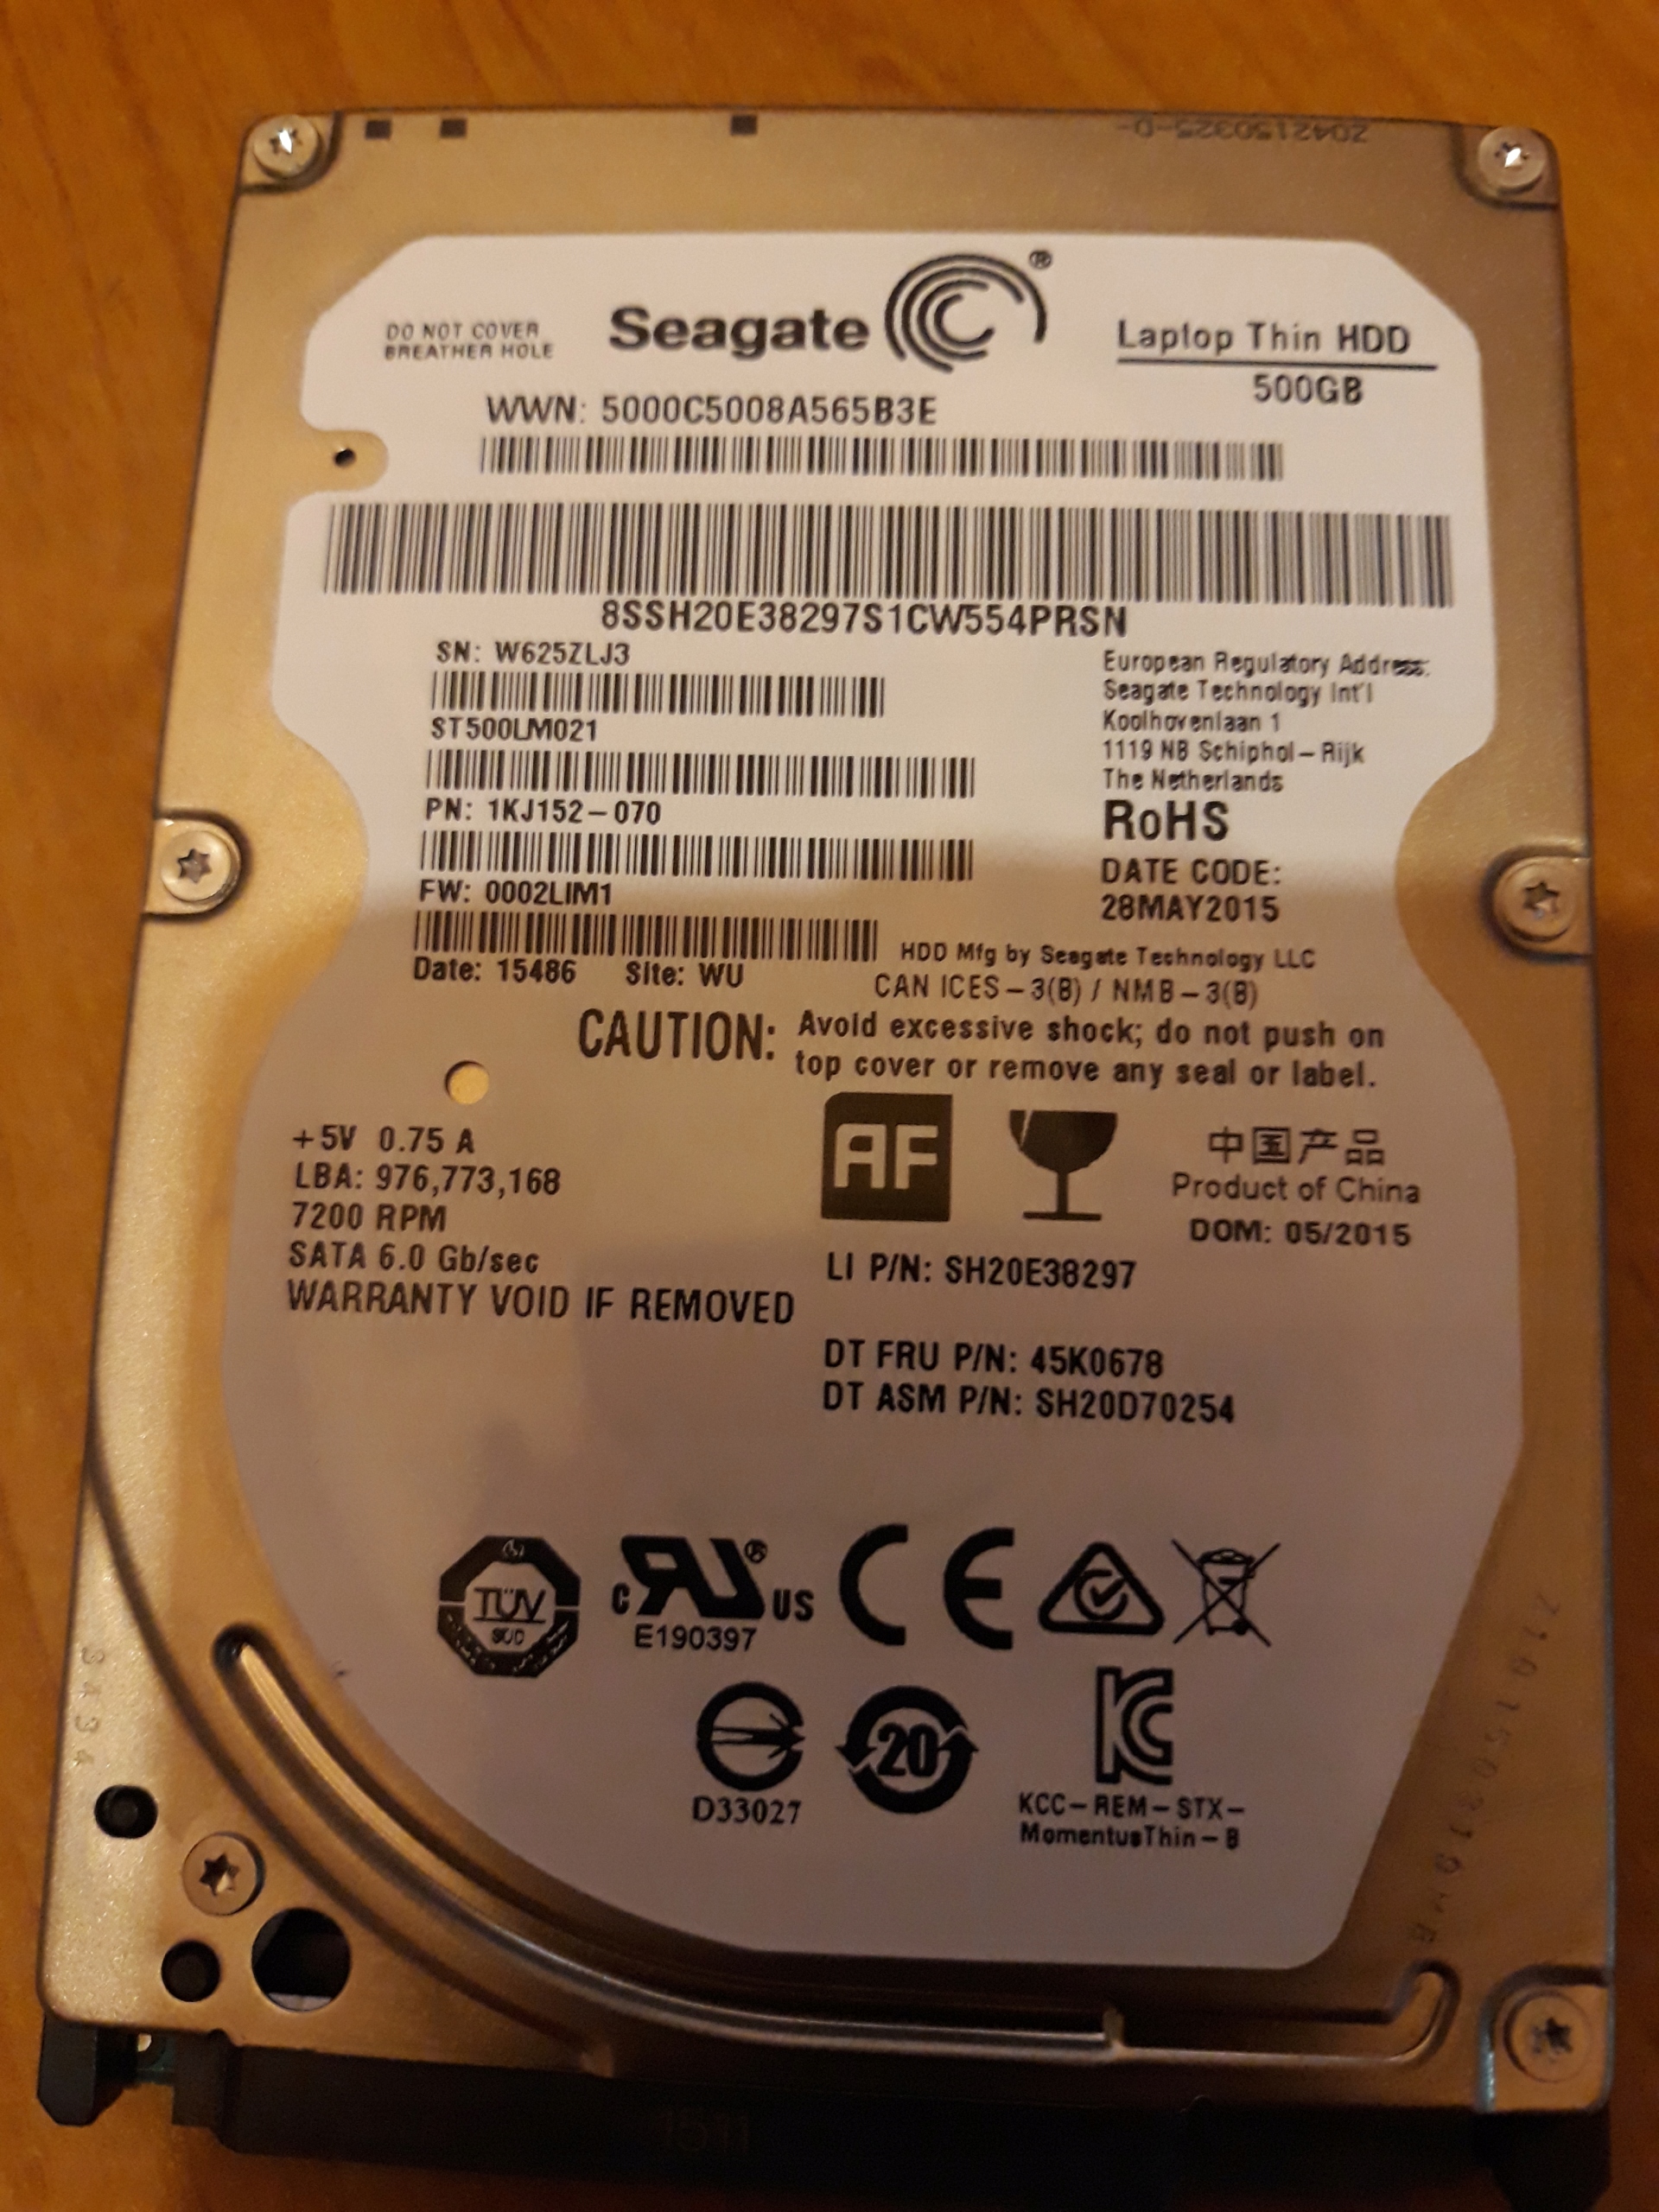 Z042150325-D-
Seagate ®
Laptop Thin HDD
500GB
DO NOT COVER
BREATHER HOLE
WWN: 5000C5008A565B3E
8SSH20E38297S1CW554PRSN
SN: W625ZLJ3
ST500LM021
PN: 1KJ152-070
FW: 0002LIM1
Date: 15486 Site: WU
European Regulatory Address:
Seagate Technology Int'l
Koolhovenlaan 1
1119 NB Schiphol-Rijk
The Netherlands
RoHS
DATE CODE:
28MAY2015
HDD Mfg by Seagate Technology LLC
CAN ICES-3(B) / NMB-3(B)
CAUTION: Avoid excessive shock; do not push on
top cover or remove any seal or label.
+5V 0.75 A
LBA: 976,773,168
7200 RPM
SATA 6.0 Gb/sec
WARRANTY VOID IF REMOVED
AF
中国产品
Product of China
DOM: 05/2015
LI P/N: SH20E38297
DT FRU P/N: 45K0678
DT ASM P/N: SH20D70254
TÜV
SÜD
c RU ® US
E190397
CE
D33027
20
KC
KCC-REM-STX-
MomentusThin-B
3434